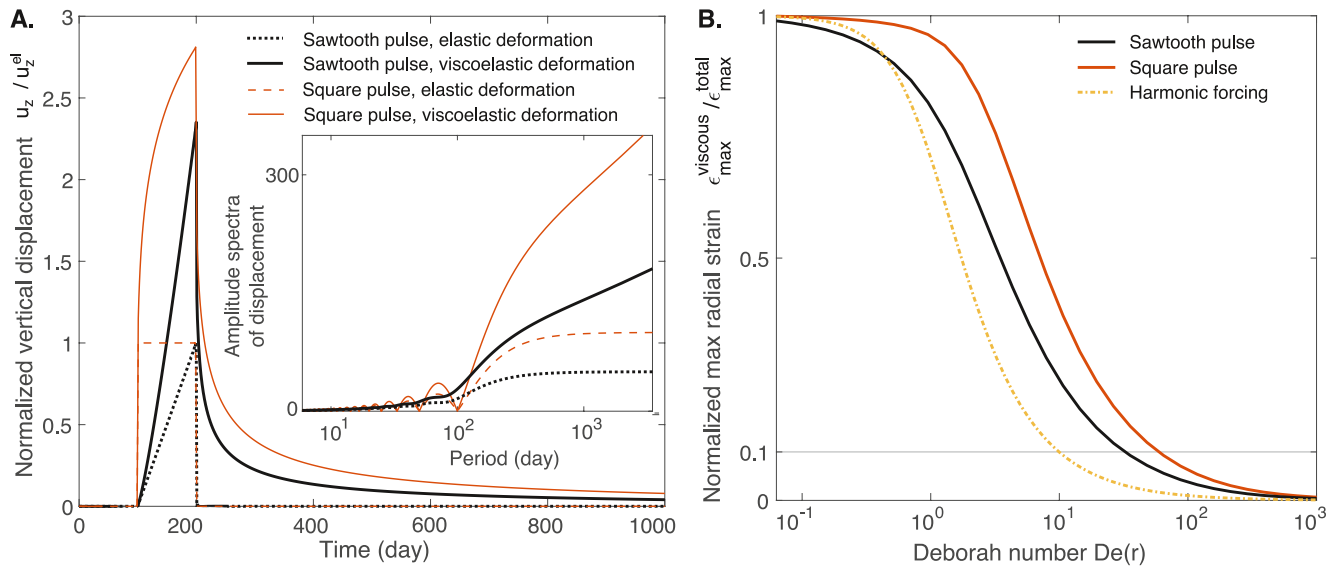 A.
Normalized vertical displacement u_z / u_z^el
3
2.5
2
1.5
1
0.5
0
Sawtooth pulse, elastic deformation
Sawtooth pulse, viscoelastic deformation
Square pulse, elastic deformation
Square pulse, viscoelastic deformation
Amplitude spectra
of displacement
300
0
10^1
10^2
10^3
Period (day)
0
200
400
600
800
1000
Time (day)
B.
Normalized max radial strain ϵ_max^viscous / ϵ_max^total
1
0.5
0.1
0
Sawtooth pulse
Square pulse
Harmonic forcing
10^-1
10^0
10^1
10^2
10^3
Deborah number De(r)